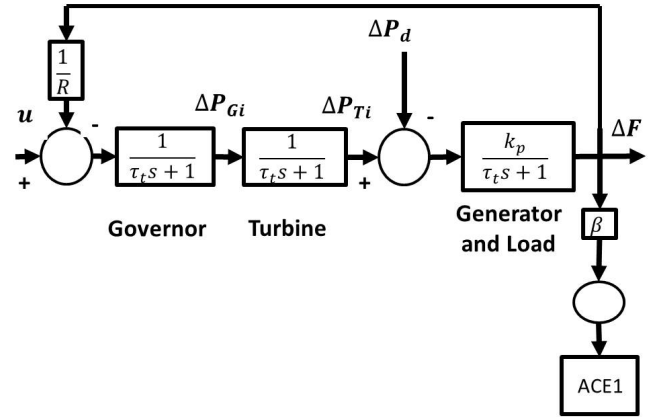 ΔP_d
1/R
u
-
ΔP_Gi
ΔP_Ti
-
ΔF
1/(τ_t s + 1)
1/(τ_t s + 1)
k_p/(τ_t s + 1)
+
+
Governor
Turbine
Generator
and Load
β
ACE1